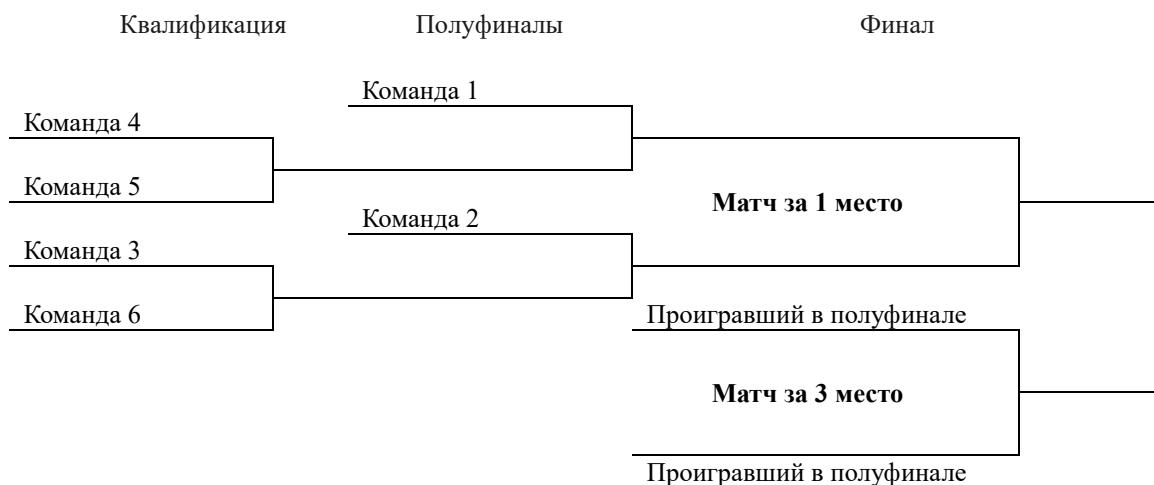 Квалификация
Полуфиналы
Финал
Команда 1
Команда 4
Команда 5
Матч за 1 место
Команда 2
Команда 3
Команда 6
Проигравший в полуфинале
Матч за 3 место
Проигравший в полуфинале